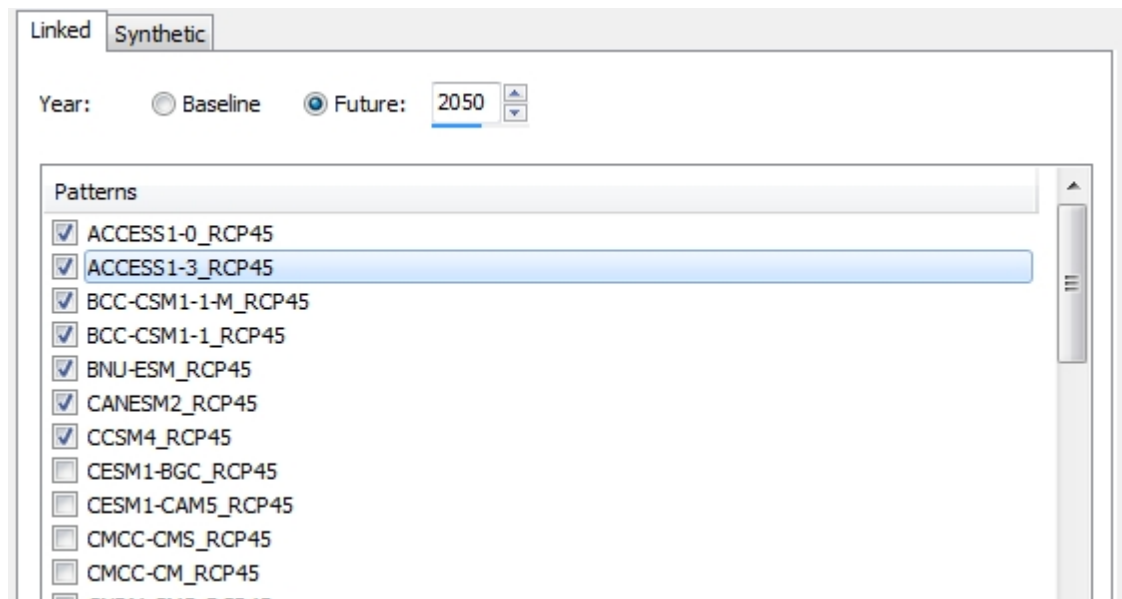 Linked Synthetic
Year: Baseline Future: 2050
Patterns
ACCESS1-0_RCP45
ACCESS1-3_RCP45
BCC-CSM1-1-M_RCP45
BCC-CSM1-1_RCP45
BNU-ESM_RCP45
CANESM2_RCP45
CCSM4_RCP45
CESM1-BGC_RCP45
CESM1-CAM5_RCP45
CMCC-CMS_RCP45
CMCC-CM_RCP45